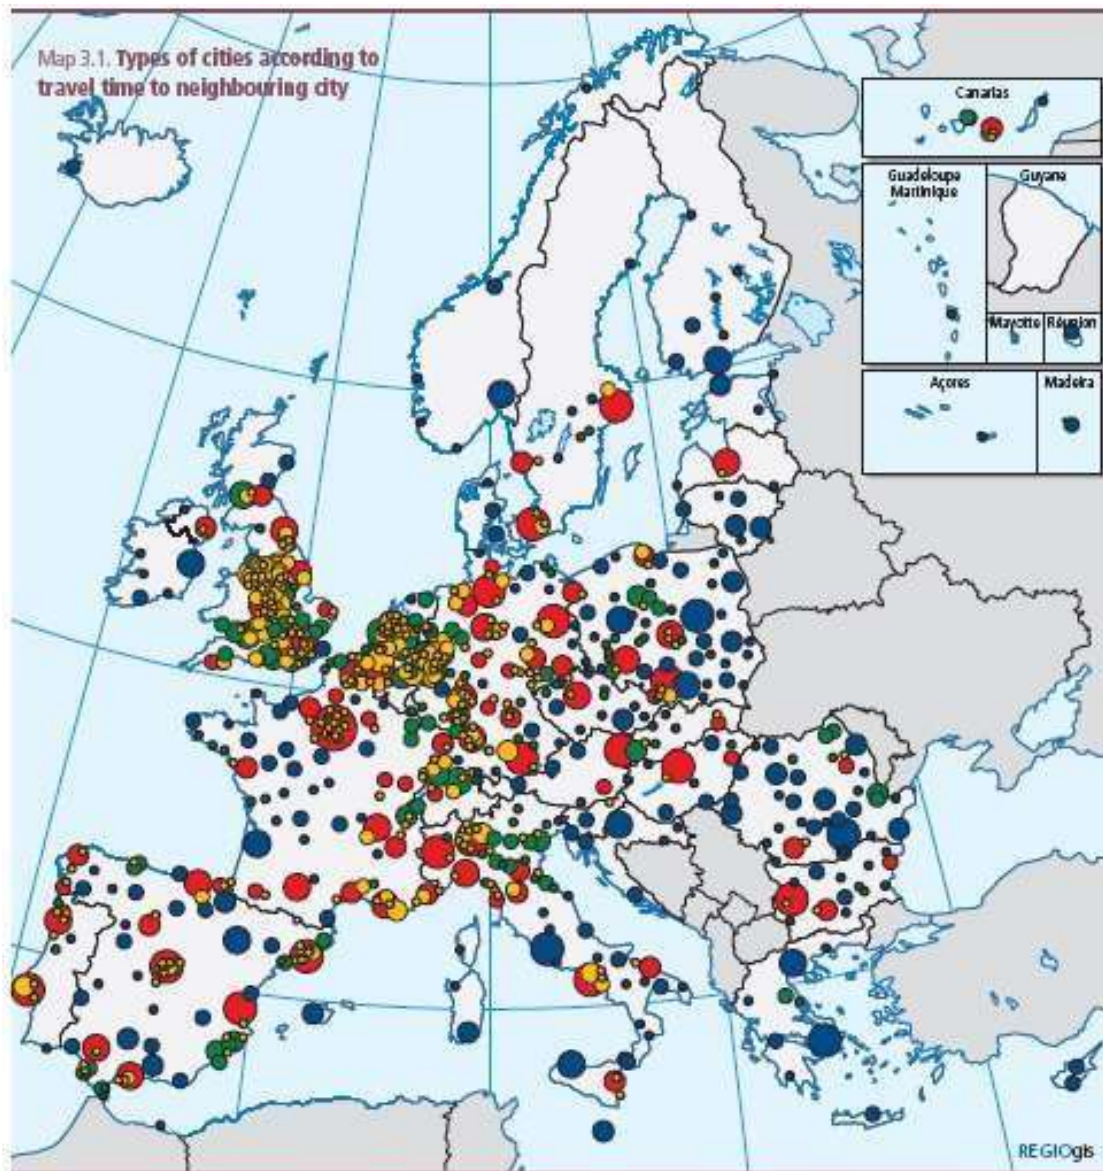 Map 3.1. Types of cities according to
travel time to neighbouring city
Canarias
Guadeloupe
Martinique
Guyane
Mayotte
Réunion
Açores
Madeira
REGIOgis